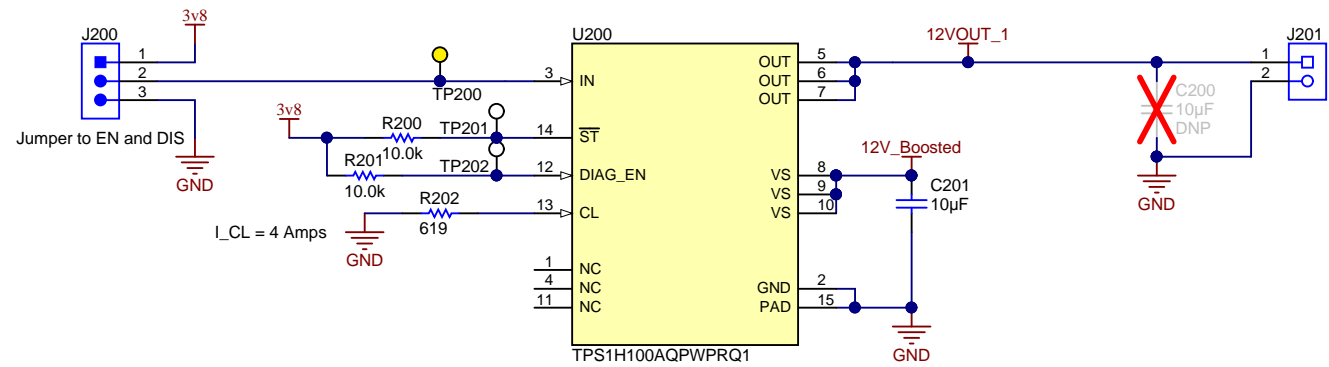 J200
3v8
1
2
3
Jumper to EN and DIS
GND
TP200
3v8
R200
10.0k
TP201
R201
10.0k
TP202
R202
619
I_CL = 4 Amps
GND
U200
3 IN
14 ST
12 DIAG_EN
13 CL
1 NC
4 NC
11 NC
OUT 5
OUT 6
OUT 7
VS 8
VS 9
VS 10
GND 2
PAD 15
TPS1H100AQPWPRQ1
12VOUT_1
12V_Boosted
C201
10µF
GND
C200
10µF
DNP
GND
J201
1
2